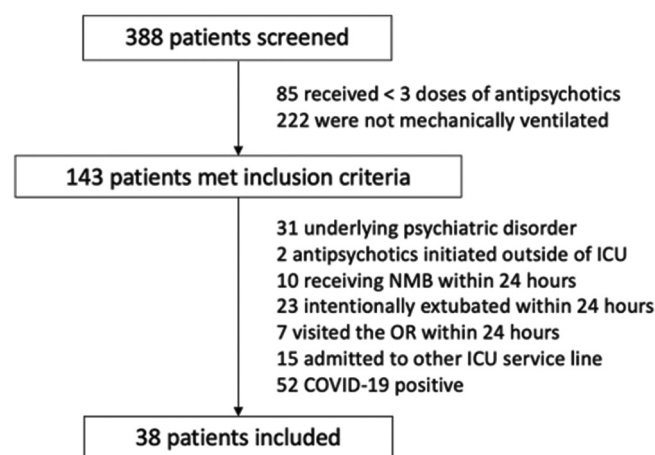 388 patients screened
85 received < 3 doses of antipsychotics
222 were not mechanically ventilated
143 patients met inclusion criteria
31 underlying psychiatric disorder
2 antipsychotics initiated outside of ICU
10 receiving NMB within 24 hours
23 intentionally extubated within 24 hours
7 visited the OR within 24 hours
15 admitted to other ICU service line
52 COVID-19 positive
38 patients included